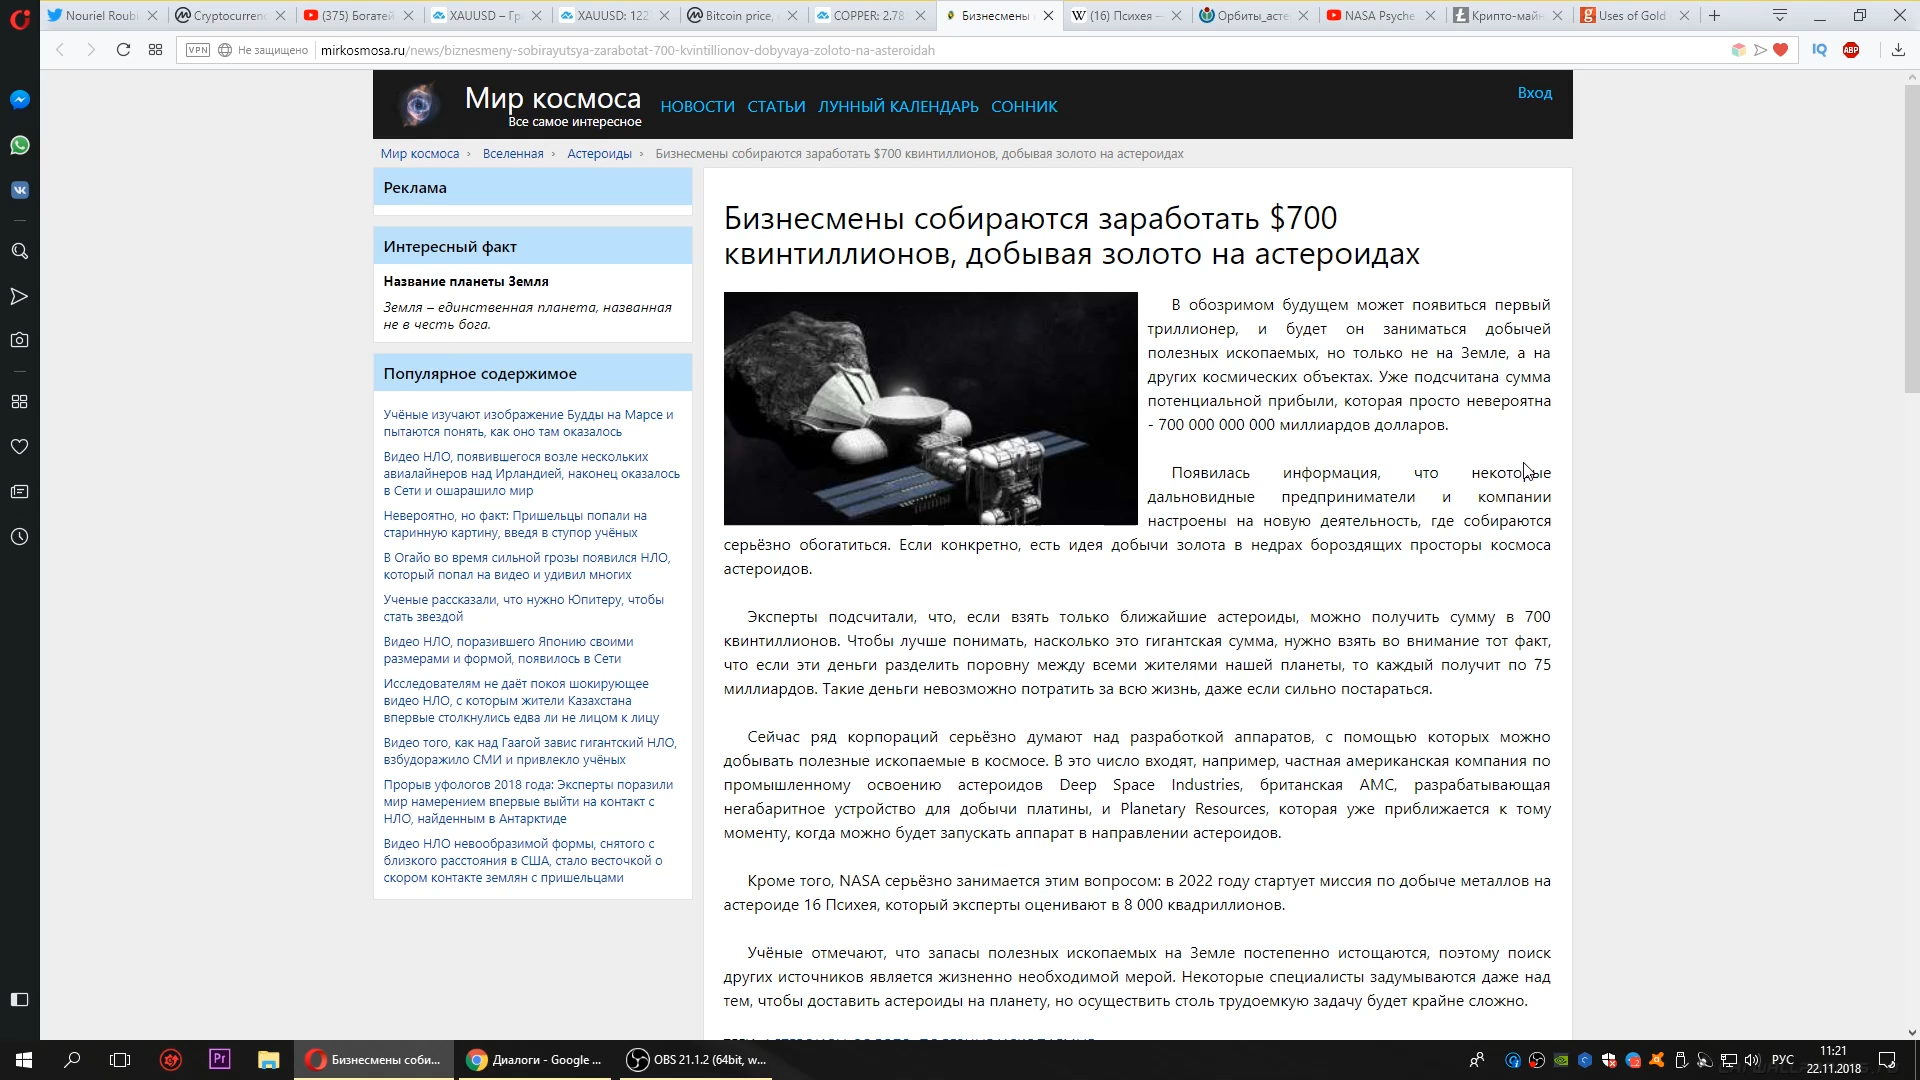 Nouriel Roubi
Cryptocurren
(375) Богатей
XAUUSD – Гр
XAUUSD: 122
Bitcoin price,
COPPER: 2.78
Бизнесмены
(16) Психея —
Орбиты_асте
NASA Psyche
Крипто-май
Uses of Gold
VPN
Не защищено
mirkosmosa.ru/news/biznesmeny-sobirayutsya-zarabotat-700-kvintillionov-dobyvaya-zoloto-na-asteroidah
IQ
ABP
Мир космоса
Все самое интересное
НОВОСТИ СТАТЬИ ЛУННЫЙ КАЛЕНДАРЬ СОННИК
Вход
Мир космоса › Вселенная › Астероиды › Бизнесмены собираются заработать $700 квинтиллионов, добывая золото на астероидах
Реклама
Интересный факт
Название планеты Земля
Земля – единственная планета, названная
не в честь бога.
Популярное содержимое
Учёные изучают изображение Будды на Марсе и
пытаются понять, как оно там оказалось
Видео НЛО, появившегося возле нескольких
авиалайнеров над Ирландией, наконец оказалось
в Сети и ошарашило мир
Невероятно, но факт: Пришельцы попали на
старинную картину, введя в ступор учёных
В Огайо во время сильной грозы появился НЛО,
который попал на видео и удивил многих
Ученые рассказали, что нужно Юпитеру, чтобы
стать звездой
Видео НЛО, поразившего Японию своими
размерами и формой, появилось в Сети
Исследователям не даёт покоя шокирующее
видео НЛО, с которым жители Казахстана
впервые столкнулись едва ли не лицом к лицу
Видео того, как над Гаагой завис гигантский НЛО,
взбудоражило СМИ и привлекло учёных
Прорыв уфологов 2018 года: Эксперты поразили
мир намерением впервые выйти на контакт с
НЛО, найденным в Антарктиде
Видео НЛО невообразимой формы, снятого с
близкого расстояния в США, стало весточкой о
скором контакте землян с пришельцами
Бизнесмены собираются заработать $700
квинтиллионов, добывая золото на астероидах
В обозримом будущем может появиться первый
триллионер, и будет он заниматься добычей
полезных ископаемых, но только не на Земле, а на
других космических объектах. Уже подсчитана сумма
потенциальной прибыли, которая просто невероятна
- 700 000 000 000 миллиардов долларов.
Появилась информация, что некоторые
дальновидные предприниматели и компании
настроены на новую деятельность, где собираются
серьёзно обогатиться. Если конкретно, есть идея добычи золота в недрах бороздящих просторы космоса
астероидов.
Эксперты подсчитали, что, если взять только ближайшие астероиды, можно получить сумму в 700
квинтиллионов. Чтобы лучше понимать, насколько это гигантская сумма, нужно взять во внимание тот факт,
что если эти деньги разделить поровну между всеми жителями нашей планеты, то каждый получит по 75
миллиардов. Такие деньги невозможно потратить за всю жизнь, даже если сильно постараться.
Сейчас ряд корпораций серьёзно думают над разработкой аппаратов, с помощью которых можно
добывать полезные ископаемые в космосе. В это число входят, например, частная американская компания по
промышленному освоению астероидов Deep Space Industries, британская АМС, разрабатывающая
негабаритное устройство для добычи платины, и Planetary Resources, которая уже приближается к тому
моменту, когда можно будет запускать аппарат в направлении астероидов.
Кроме того, NASA серьёзно занимается этим вопросом: в 2022 году стартует миссия по добыче металлов на
астероиде 16 Психея, который эксперты оценивают в 8 000 квадриллионов.
Учёные отмечают, что запасы полезных ископаемых на Земле постепенно истощаются, поэтому поиск
других источников является жизненно необходимой мерой. Некоторые специалисты задумываются даже над
тем, чтобы доставить астероиды на планету, но осуществить столь трудоемкую задачу будет крайне сложно.
Pr
Бизнесмены соби...
Диалоги - Google ...
OBS 21.1.2 (64bit, w...
РУС
11:21
22.11.2018